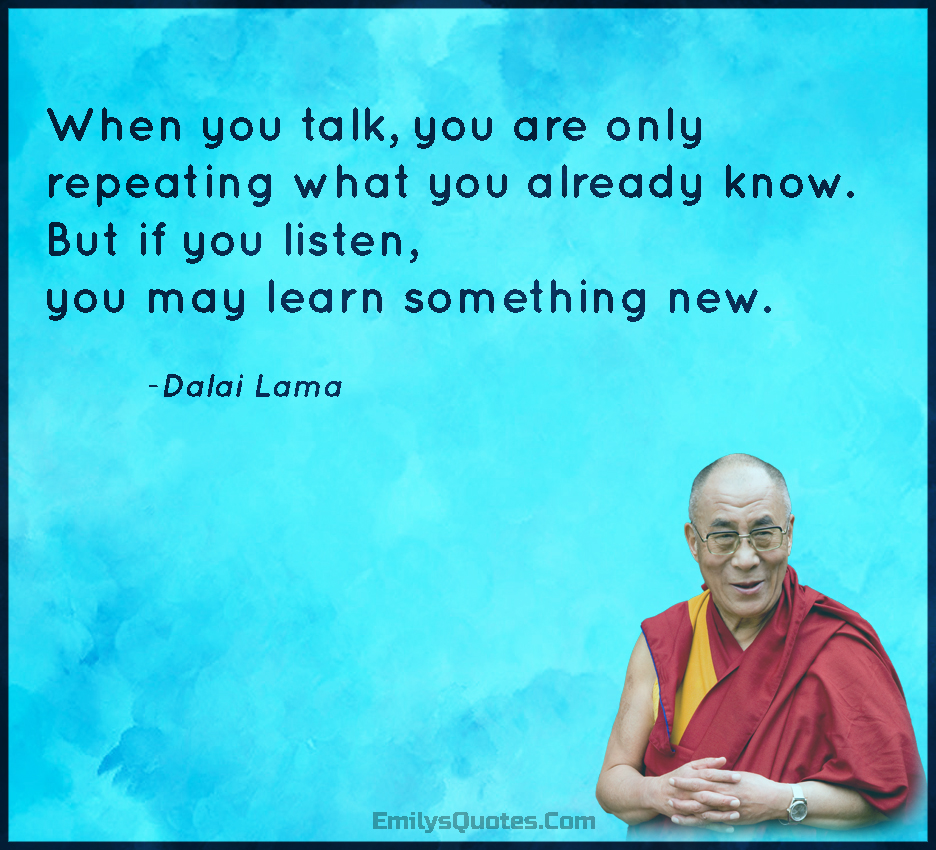 When you talk, you are only
repeating what you already know.
But if you listen,
you may learn something new.
-Dalai Lama
EmilysQuotes.Com